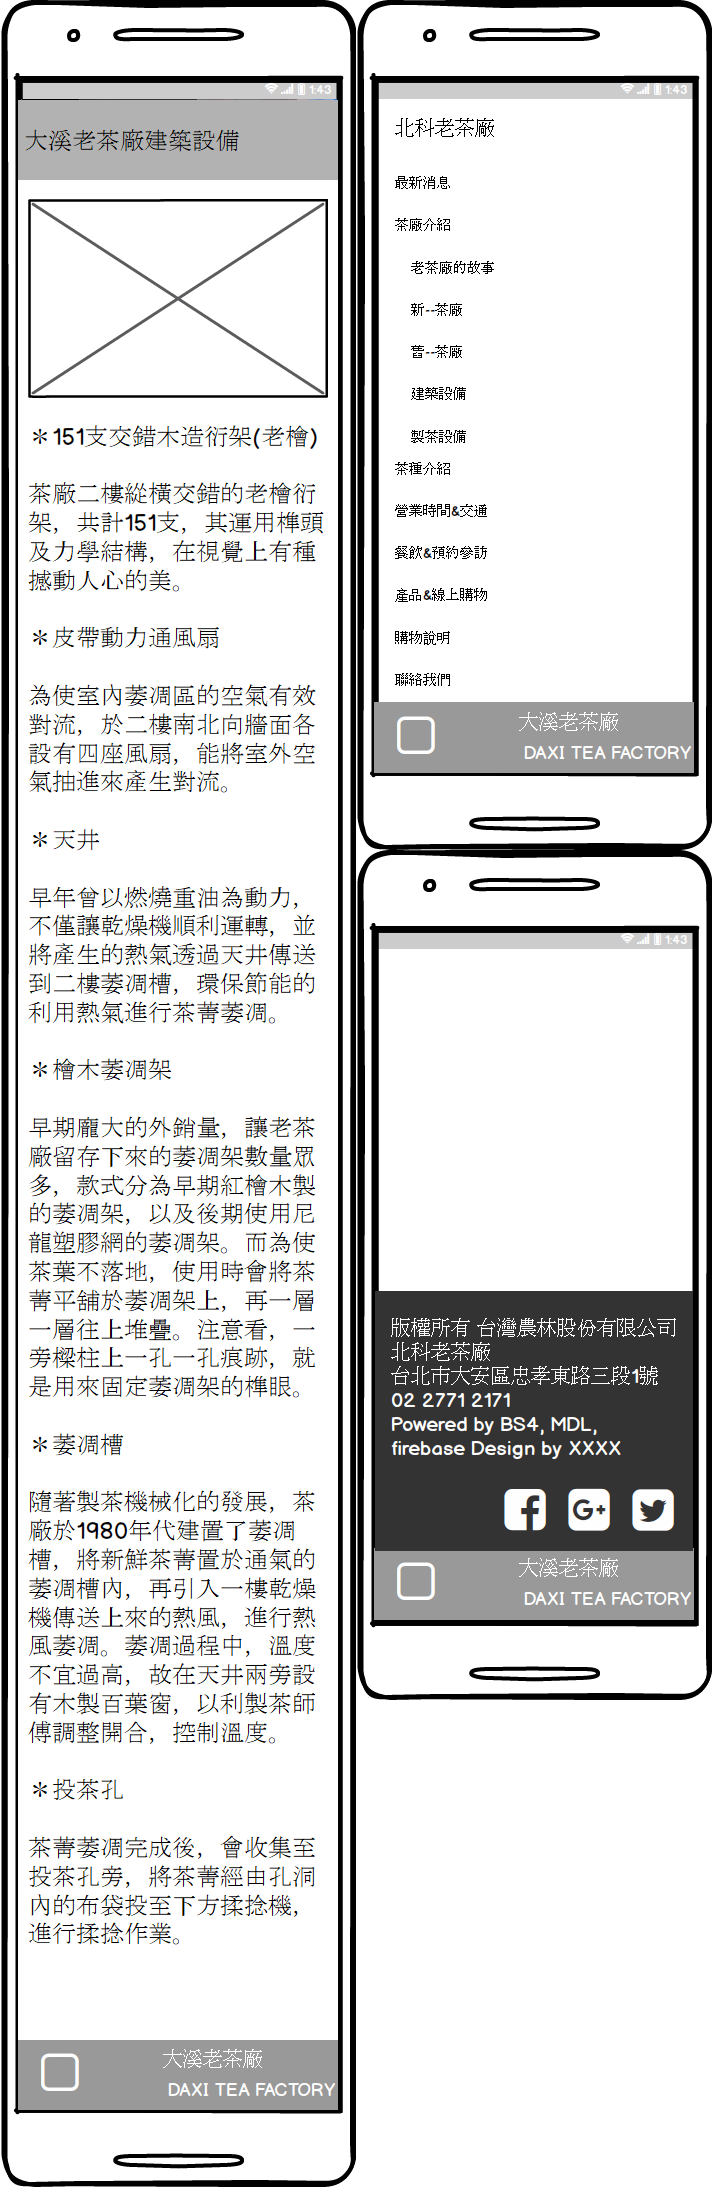 1:43
大溪老茶廠建築設備
＊151支交錯木造衍架(老檜)
茶廠二樓縱橫交錯的老檜衍
架，共計151支，其運用榫頭
及力學結構，在視覺上有種
撼動人心的美。
＊皮帶動力通風扇
為使室內萎凋區的空氣有效
對流，於二樓南北向牆面各
設有四座風扇，能將室外空
氣抽進來產生對流。
＊天井
早年曾以燃燒重油為動力，
不僅讓乾燥機順利運轉，並
將產生的熱氣透過天井傳送
到二樓萎凋槽，環保節能的
利用熱氣進行茶菁萎凋。
＊檜木萎凋架
早期龐大的外銷量，讓老茶
廠留存下來的萎凋架數量眾
多，款式分為早期紅檜木製
的萎凋架，以及後期使用尼
龍塑膠網的萎凋架。而為使
茶葉不落地，使用時會將茶
菁平舖於萎凋架上，再一層
一層往上堆疊。注意看，一
旁樑柱上一孔一孔痕跡，就
是用來固定萎凋架的榫眼。
＊萎凋槽
隨著製茶機械化的發展，茶
廠於1980年代建置了萎凋
槽，將新鮮茶菁置於通氣的
萎凋槽內，再引入一樓乾燥
機傳送上來的熱風，進行熱
風萎凋。萎凋過程中，溫度
不宜過高，故在天井兩旁設
有木製百葉窗，以利製茶師
傅調整開合，控制溫度。
＊投茶孔
茶菁萎凋完成後，會收集至
投茶孔旁，將茶菁經由孔洞
內的布袋投至下方揉捻機，
進行揉捻作業。
大溪老茶廠
DAXI TEA FACTORY
1:43
北科老茶廠
最新消息
茶廠介紹
老茶廠的故事
新--茶廠
舊--茶廠
建築設備
製茶設備
茶種介紹
營業時間&交通
餐飲&預約參訪
產品&線上購物
購物說明
聯絡我們
大溪老茶廠
DAXI TEA FACTORY
1:43
版權所有 台灣農林股份有限公司
北科老茶廠
台北市大安區忠孝東路三段1號
02 2771 2171
Powered by BS4, MDL,
firebase Design by XXXX
大溪老茶廠
DAXI TEA FACTORY